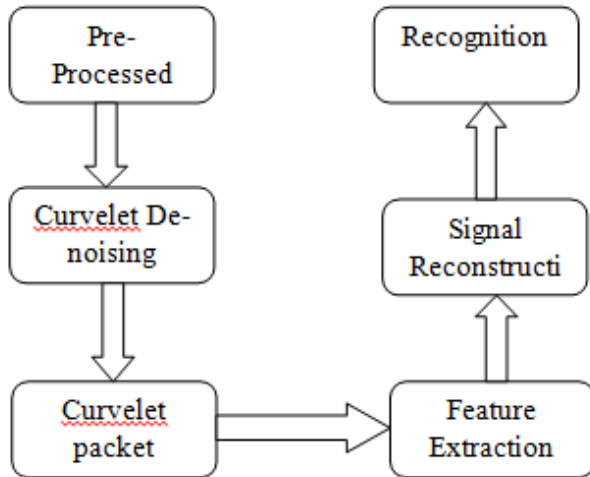 Pre-
Processed
Curvelet De-
noising
Curvelet
packet
Feature
Extraction
Signal
Reconstructi
Recognition